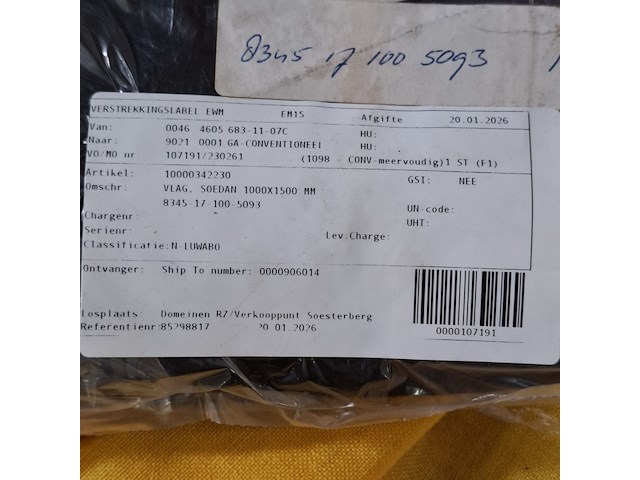 8345 17 100 5093
VERSTREKKINGSLABEL EWM EM15 Afgifte 20.01.2026
Van: 0046 4605 683-11-07C HU:
Naar: 9021 0001 GA-CONVENTIONEEL HU:
VO/MO nr 107191/230261 (1098 - CONV-meervoudig)1 ST (F1)
Artikel: 10000342230 GSI: NEE
Omschr: VLAG. SOEDAN 1000X1500 MM
8345-17-100-5093 UN-code:
Chargenr: UHT:
Serienr: Lev.Charge:
Classificatie:N-LUWABO
Ontvanger: Ship To number: 0000906014
Losplaats: Domeinen RZ/Verkooppunt Soesterberg
Referentienr:85298817 20.01.2026
0000107191